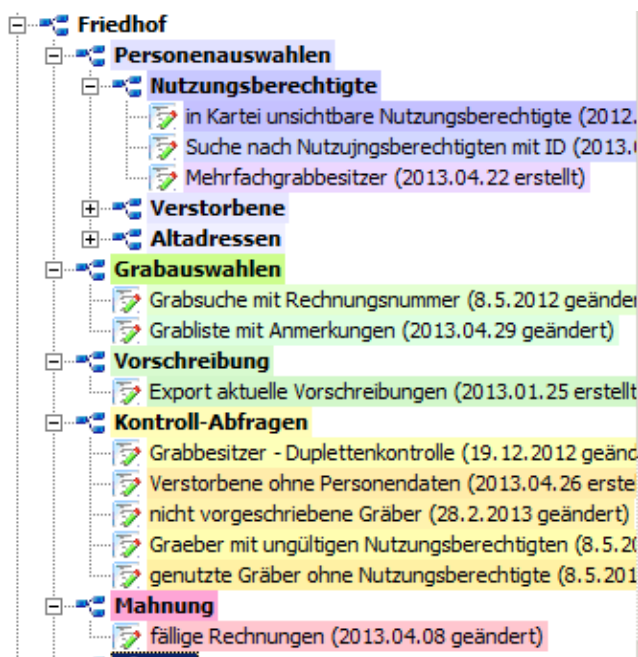 Friedhof
Personenauswahlen
Nutzungsberechtigte
in Kartei unsichtbare Nutzungsberechtigte (2012.
Suche nach Nutzujngsberechtigten mit ID (2013.
Mehrfachgrabbesitzer (2013.04.22 erstellt)
Verstorbene
Altadressen
Grabauswahlen
Grabsuche mit Rechnungsnummer (8.5.2012 geänder
Grabliste mit Anmerkungen (2013.04.29 geändert)
Vorschreibung
Export aktuelle Vorschreibungen (2013.01.25 erstellt
Kontroll-Abfragen
Grabbesitzer - Duplettenkontrolle (19.12.2012 geänd
Verstorbene ohne Personendaten (2013.04.26 erste
nicht vorgeschriebene Gräber (28.2.2013 geändert)
Graeber mit ungültigen Nutzungsberechtigten (8.5.20
genutzte Gräber ohne Nutzungsberechtigte (8.5.201
Mahnung
fällige Rechnungen (2013.04.08 geändert)